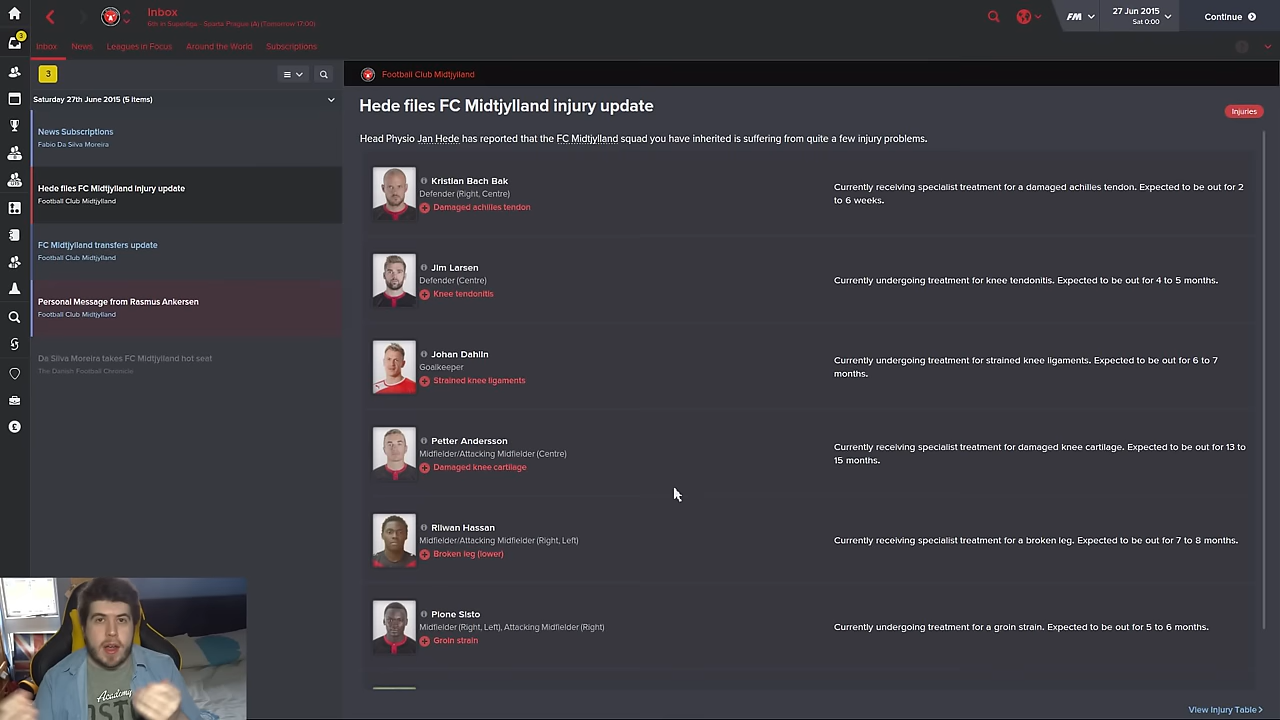 3
Inbox
6th in Superliga - Sparta Prague (A) (Tomorrow 17:00)
FM
27 Jun 2015
Sat 0:00
Continue
Inbox
News
Leagues in Focus
Around the World
Subscriptions
3
Saturday 27th June 2015 (5 items)
News Subscriptions
Fabio Da Silva Moreira
Hede files FC Midtjylland injury update
Football Club Midtjylland
FC Midtjylland transfers update
Football Club Midtjylland
Personal Message from Rasmus Ankersen
Football Club Midtjylland
Da Silva Moreira takes FC Midtjylland hot seat
The Danish Football Chronicle
Football Club Midtjylland
Hede files FC Midtjylland injury update
Injuries
Head Physio Jan Hede has reported that the FC Midtjylland squad you have inherited is suffering from quite a few injury problems.
Kristian Bach Bak
Defender (Right, Centre)
Damaged achilles tendon
Currently receiving specialist treatment for a damaged achilles tendon. Expected to be out for 2
to 6 weeks.
Jim Larsen
Defender (Centre)
Knee tendonitis
Currently undergoing treatment for knee tendonitis. Expected to be out for 4 to 5 months.
Johan Dahlin
Goalkeeper
Strained knee ligaments
Currently undergoing treatment for strained knee ligaments. Expected to be out for 6 to 7
months.
Petter Andersson
Midfielder/Attacking Midfielder (Centre)
Damaged knee cartilage
Currently receiving specialist treatment for damaged knee cartilage. Expected to be out for 13 to
15 months.
Rilwan Hassan
Midfielder/Attacking Midfielder (Right, Left)
Broken leg (lower)
Currently receiving specialist treatment for a broken leg. Expected to be out for 7 to 8 months.
Pione Sisto
Midfielder (Right, Left), Attacking Midfielder (Right)
Groin strain
Currently undergoing treatment for a groin strain. Expected to be out for 5 to 6 months.
View Injury Table >
Academy